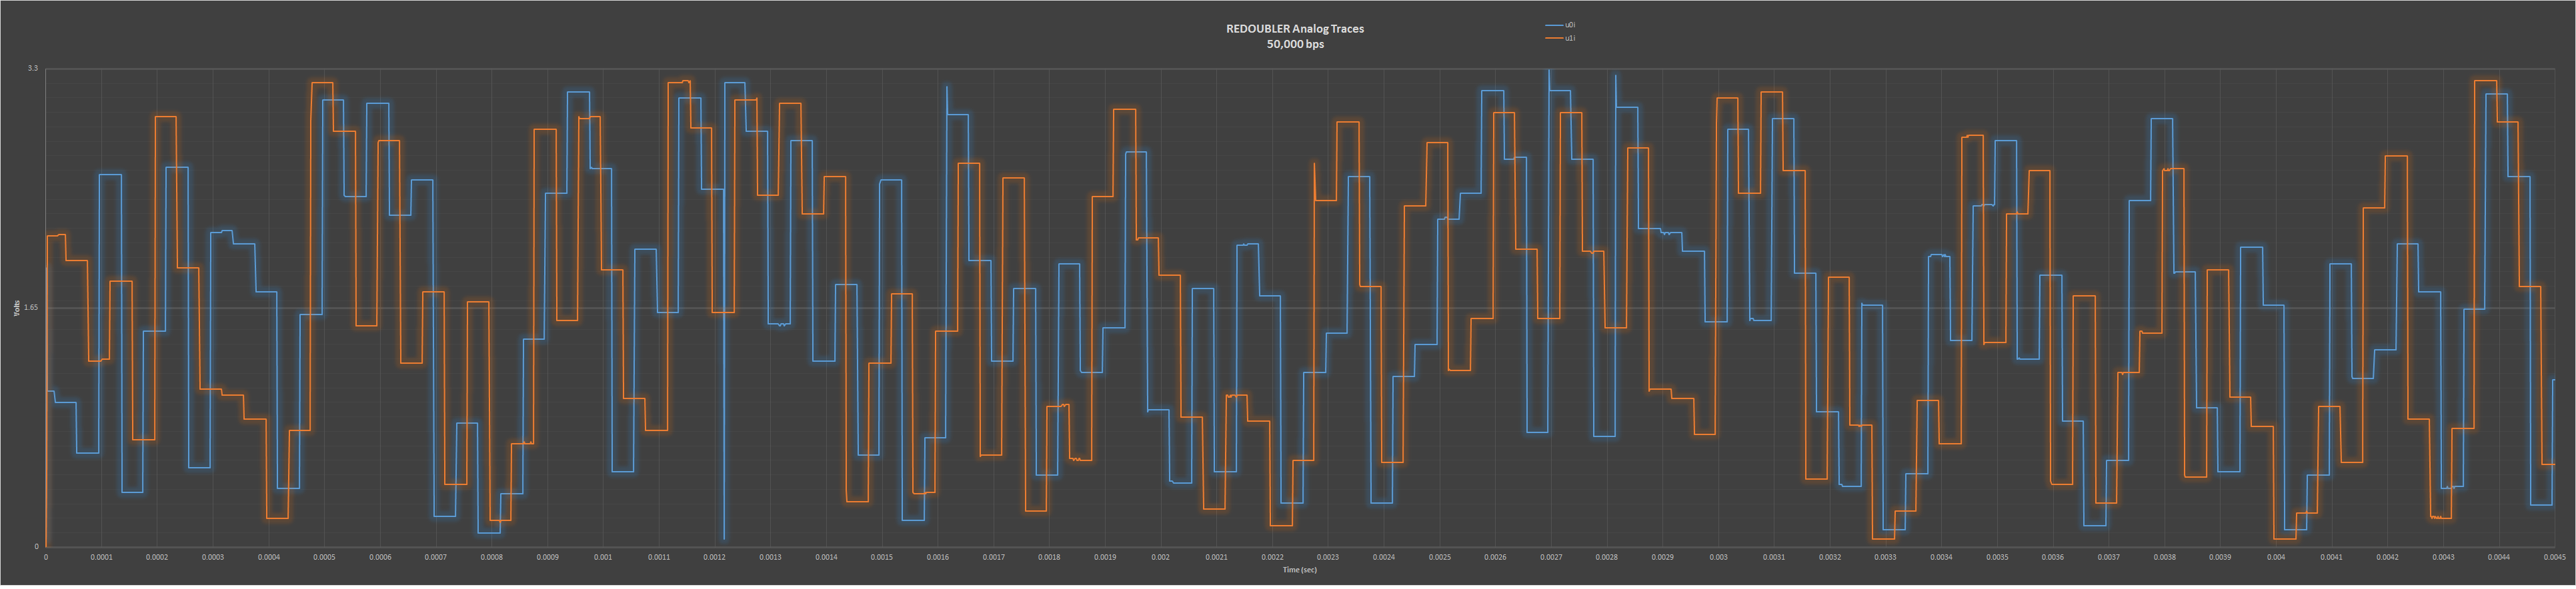 REDOUBLER Analog Traces
50,000 bps
u0i
u1i
3.3
1.65
0
Volts
0 0.0001 0.0002 0.0003 0.0004 0.0005 0.0006 0.0007 0.0008 0.0009 0.001 0.0011 0.0012 0.0013 0.0014 0.0015 0.0016 0.0017 0.0018 0.0019 0.002 0.0021 0.0022 0.0023 0.0024 0.0025 0.0026 0.0027 0.0028 0.0029 0.003 0.0031 0.0032 0.0033 0.0034 0.0035 0.0036 0.0037 0.0038 0.0039 0.004 0.0041 0.0042 0.0043 0.0044 0.0045
Time (sec)